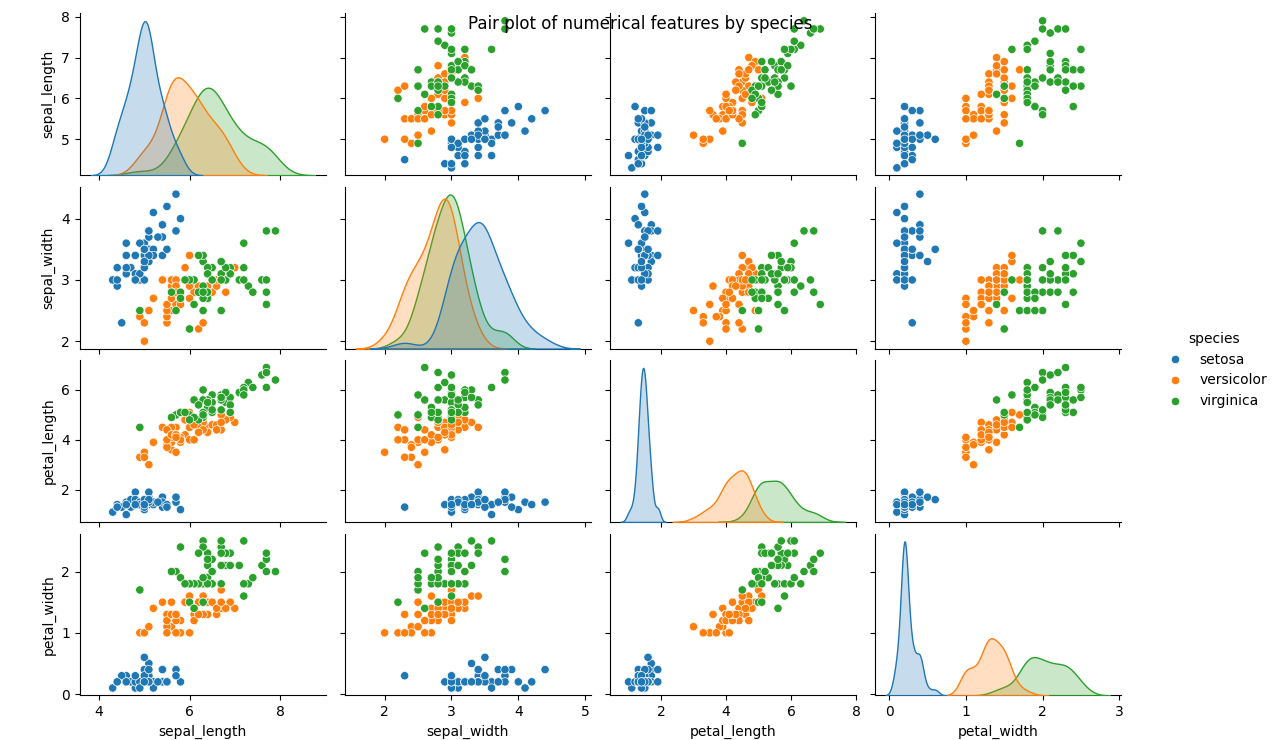 Pair plot of numerical features by species
8
7
6
5
sepal_length
4
3
2
sepal_width
6
4
2
petal_length
2
1
0
petal_width
4 6 8
2 3 4 5
2 4 6 8
0 1 2 3
sepal_length
sepal_width
petal_length
petal_width
species
setosa
versicolor
virginica